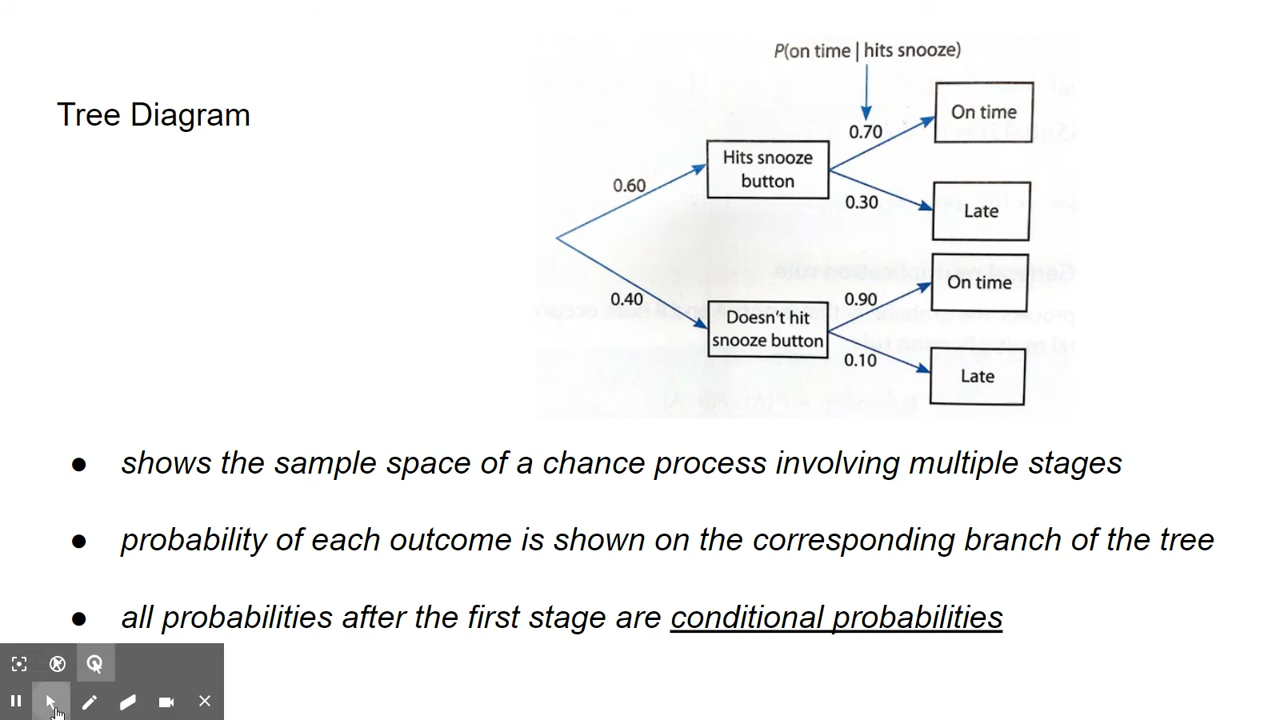 P(on time | hits snooze)
Tree Diagram
0.70
On time
Hits snooze
button
0.60
0.30
Late
0.40
Doesn't hit
snooze button
0.90
On time
0.10
Late
● shows the sample space of a chance process involving multiple stages
● probability of each outcome is shown on the corresponding branch of the tree
● all probabilities after the first stage are conditional probabilities